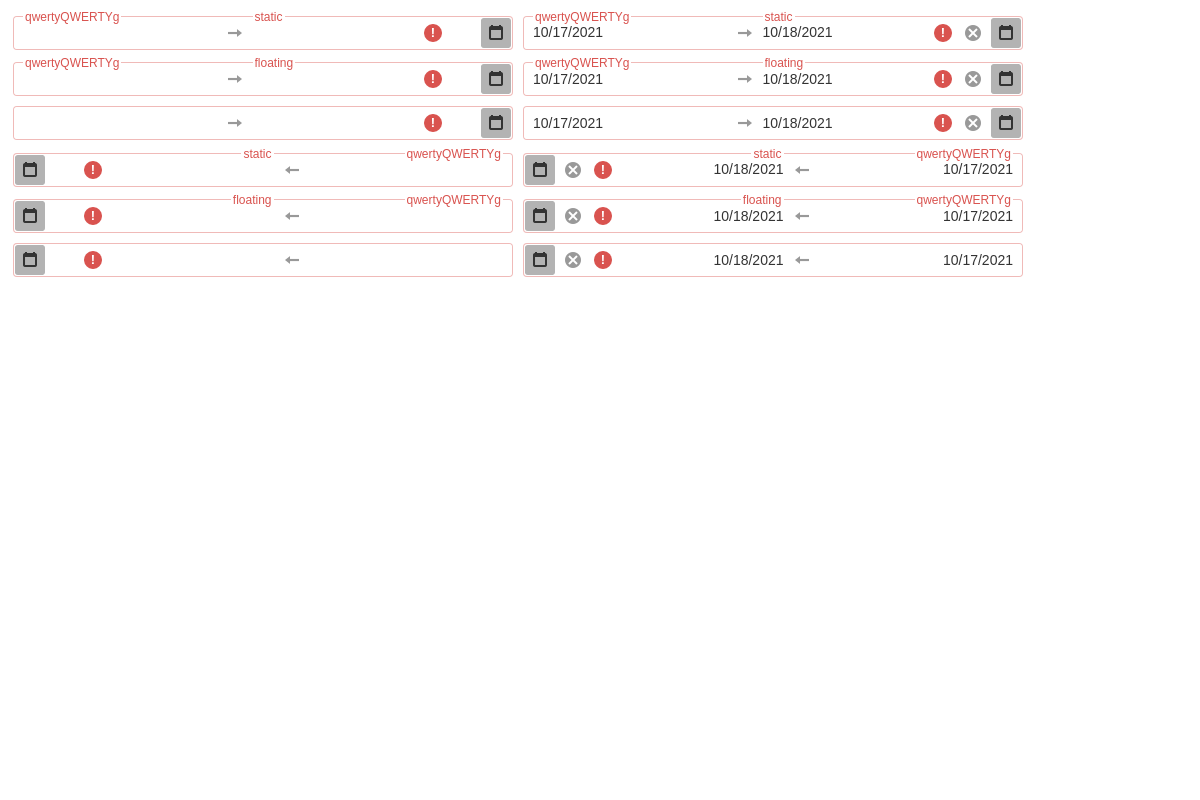 qwertyQWERTYg static qwertyQWERTYg static
10/17/2021 10/18/2021
qwertyQWERTYg floating qwertyQWERTYg floating
10/17/2021 10/18/2021
10/17/2021 10/18/2021
static qwertyQWERTYg static qwertyQWERTYg
10/18/2021 10/17/2021
floating qwertyQWERTYg floating qwertyQWERTYg
10/18/2021 10/17/2021
10/18/2021 10/17/2021